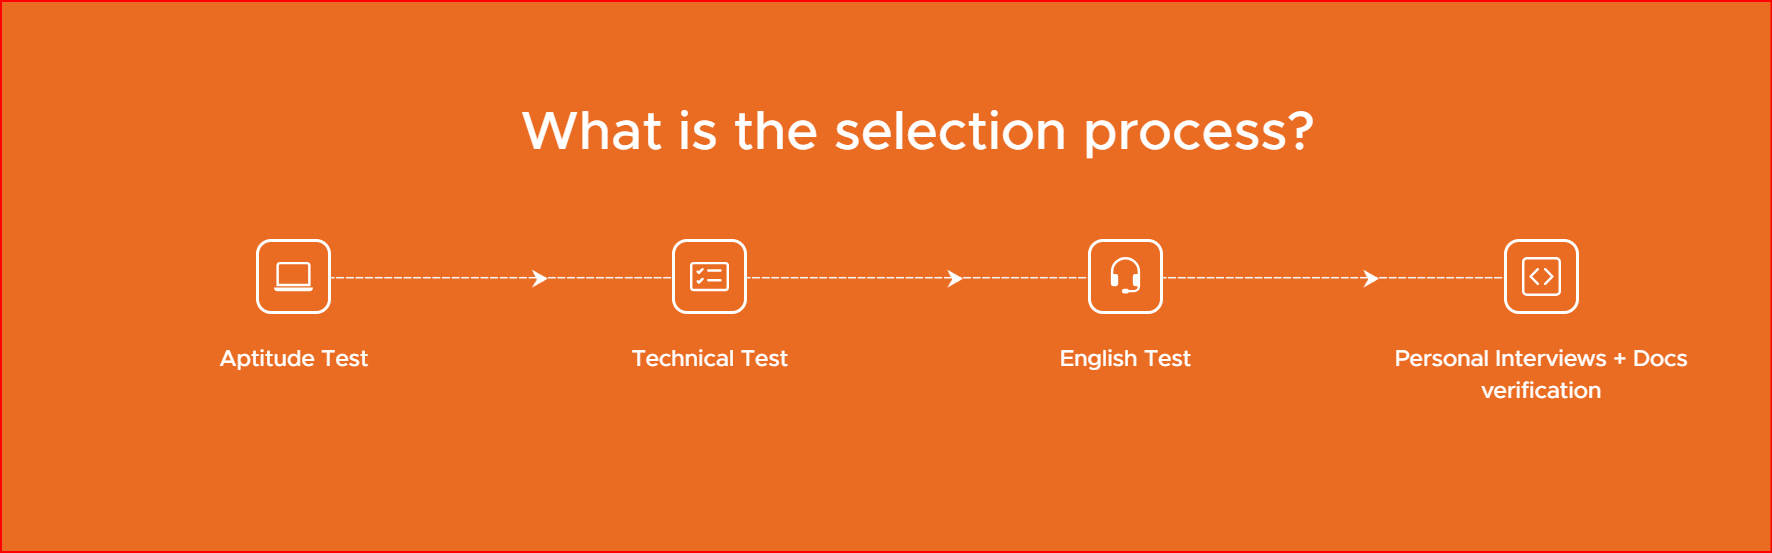 What is the selection process?
Aptitude Test
Technical Test
English Test
Personal Interviews + Docs
verification